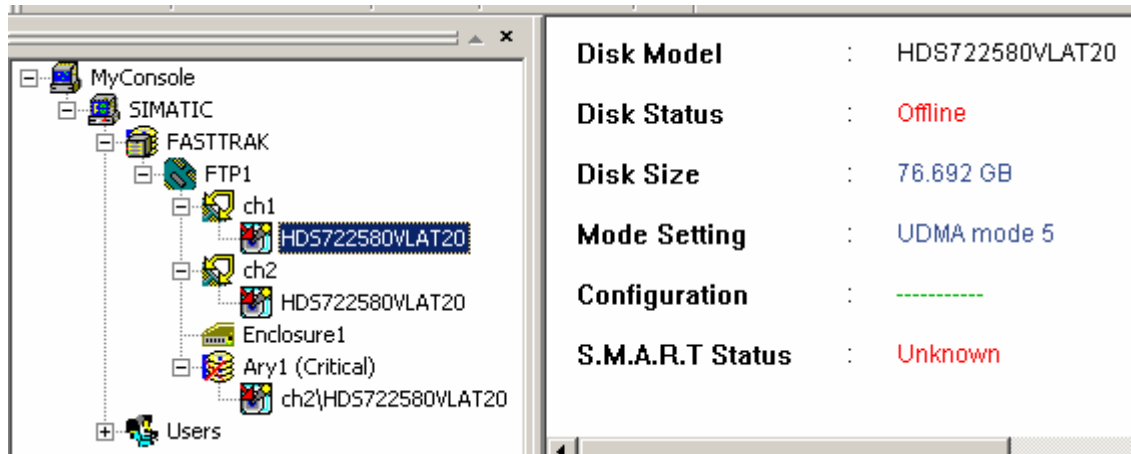 MyConsole
SIMATIC
FASTTRAK
FTP1
ch1
HDS722580VLAT20
ch2
HDS722580VLAT20
Enclosure1
Ary1 (Critical)
ch2\HDS722580VLAT20
Users
Disk Model : HDS722580VLAT20
Disk Status : Offline
Disk Size : 76.692 GB
Mode Setting : UDMA mode 5
Configuration : -----------
S.M.A.R.T Status : Unknown